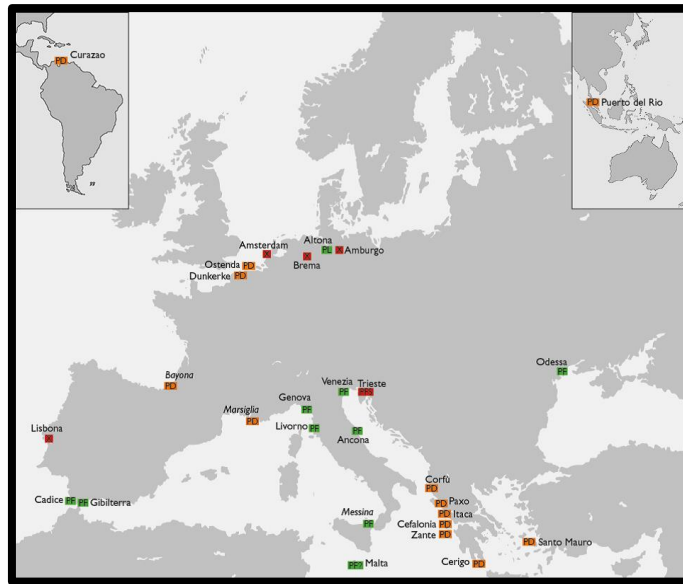 Curazao
PD
PD
Puerto del Rio
"
Altona
Amsterdam
PL
X
Amburgo
X
Brema
X
Ostenda
PD
Dunkerke
PD
Odessa
PF
Bayona
PD
Venezia
Trieste
PF
Genova
PF
Marsiglia
PD
Livorno
PF
PF
Ancona
Lisbona
X
Corfù
PD
Cadice
PF
PF
Gibilterra
PD
Paxo
PD
Itaca
Messina
PF
Cefalonia
PD
Zante
PD
PD
Santo Mauro
PF?
Malta
Cerigo
PD